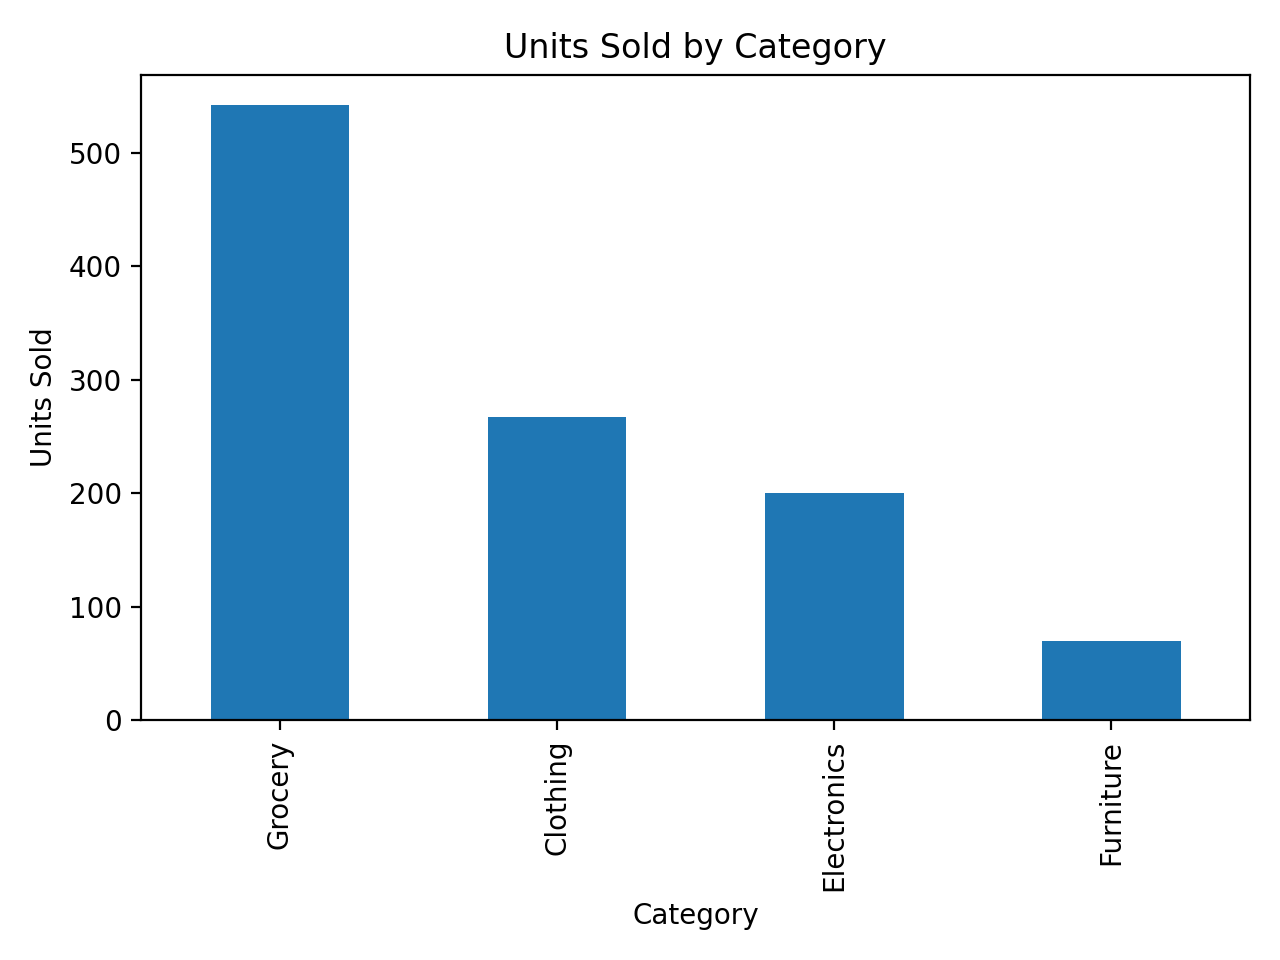 Units Sold by Category
500
400
300
200
100
0
Units Sold
Grocery
Clothing
Electronics
Furniture
Category